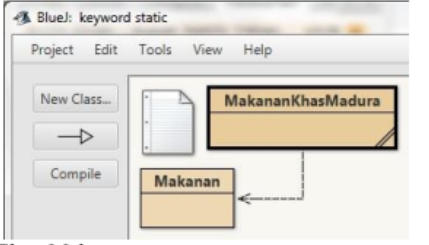 BlueJ: keyword static
Project Edit Tools View Help
New Class...
MakananKhasMadura
Compile
Makanan